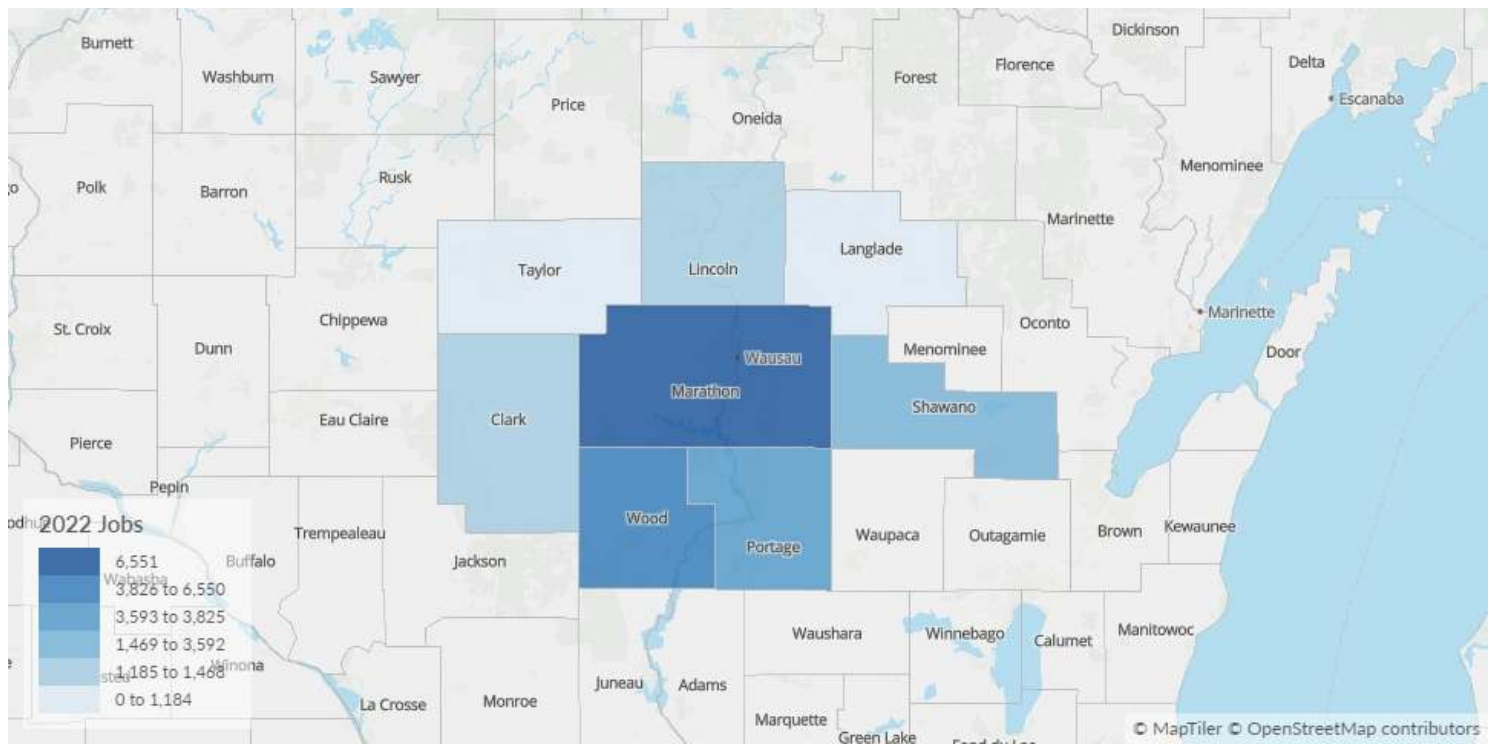 Burnett
Washburn
Sawyer
Price
Oneida
Forest
Florence
Dickinson
Delta
Escanaba
Polk
Barron
Rusk
Menominee
Marinette
Langlade
Taylor
Lincoln
St. Croix
Dunn
Chippewa
Wausau
Marathon
Menominee
Oconto
Marinette
Door
Pierce
Eau Claire
Clark
Shawano
Pepin
Trempealeau
Buffalo
Jackson
Wood
Portage
Waupaca
Outagamie
Brown
Kewaunee
2022 Jobs
6,551
Wabasha
3,826 to 6,550
3,593 to 3,825
1,469 to 3,592
Winona
1,185 to 1,468
0 to 1,184
La Crosse
Monroe
Juneau
Adams
Waushara
Winnebago
Calumet
Manitowoc
Marquette
Green Lake
© MapTiler © OpenStreetMap contributors